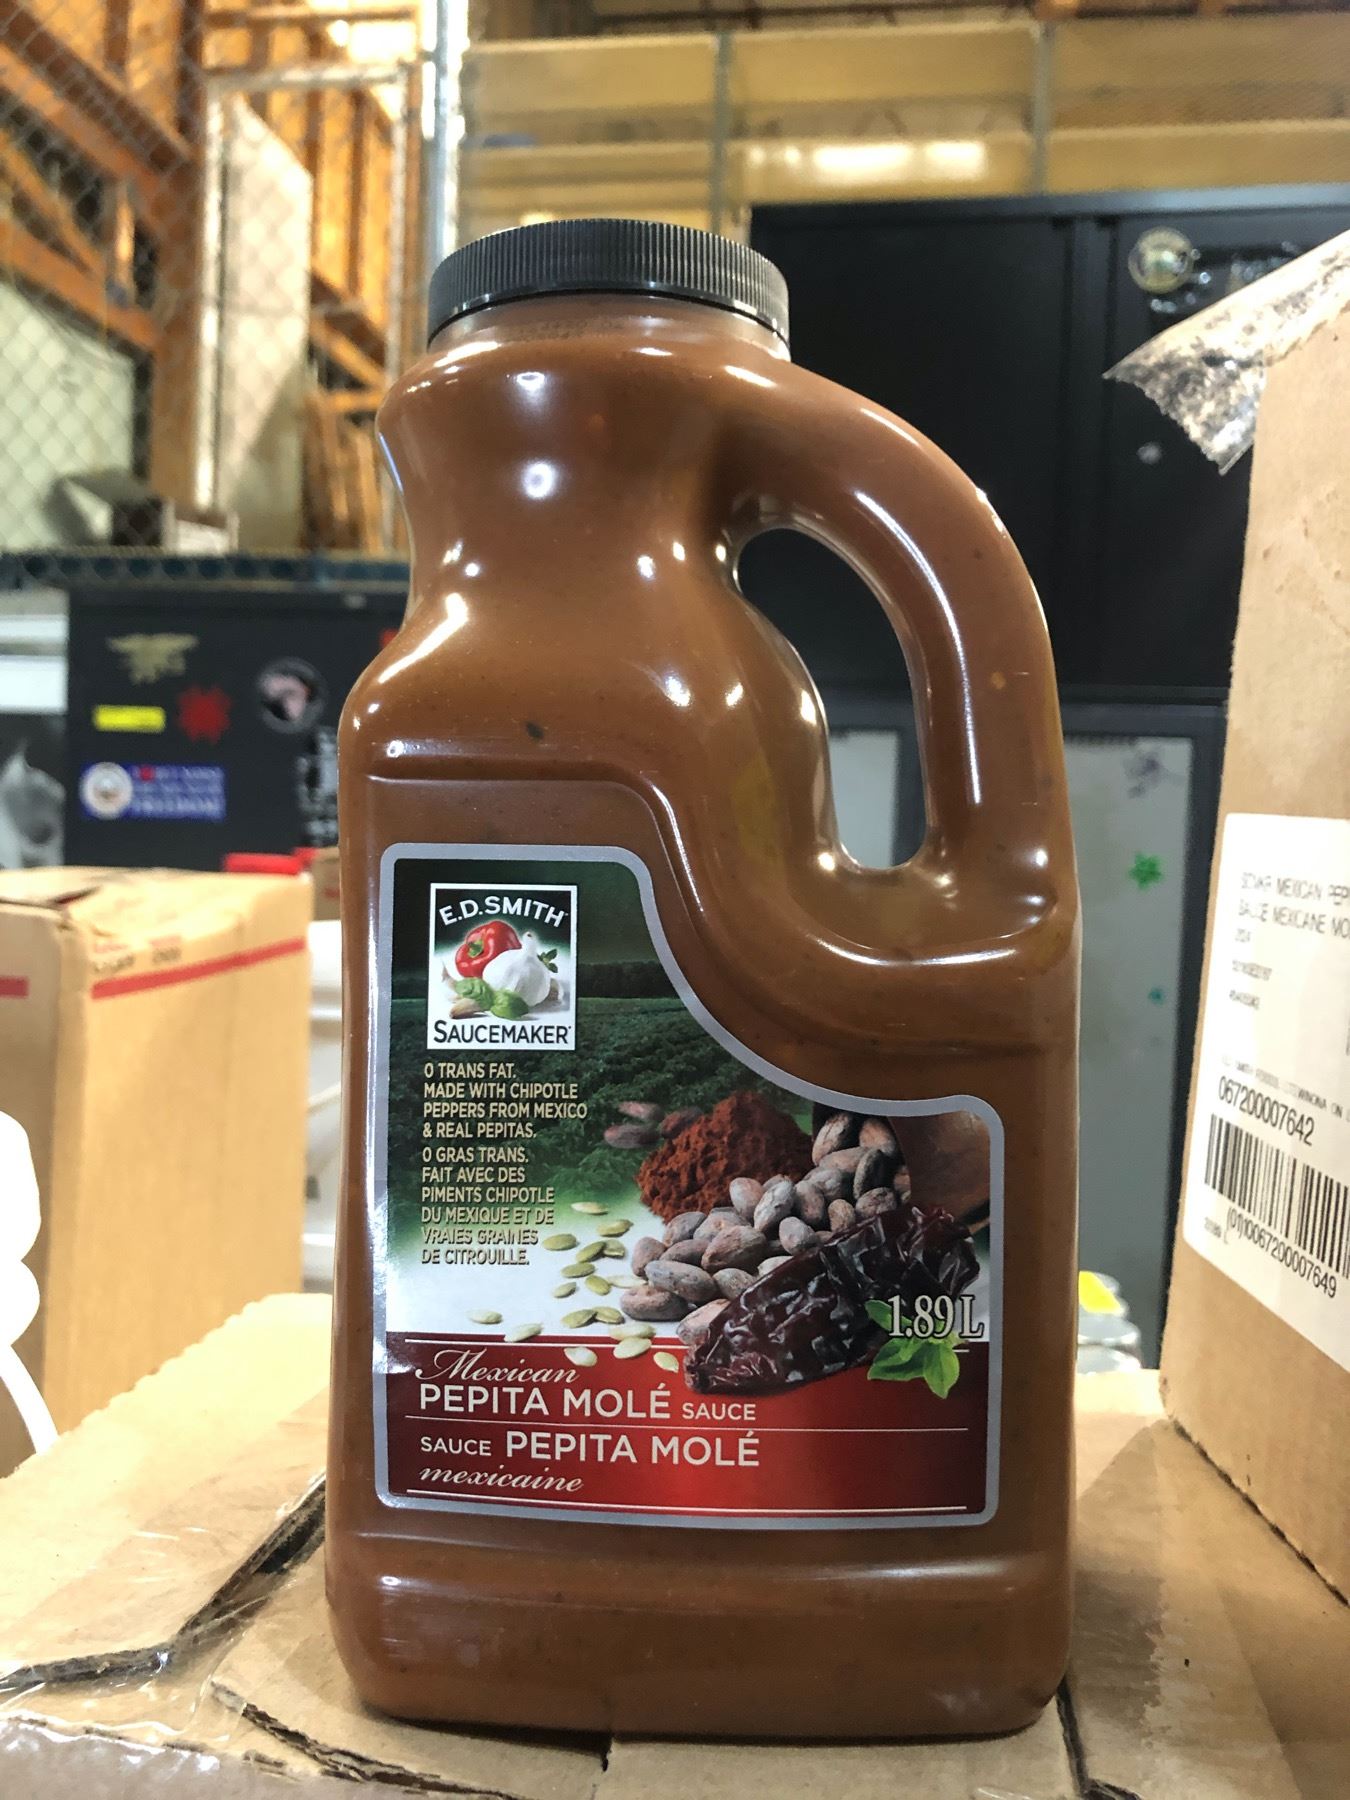 E.D.SMITH
SAUCEMAKER
0 TRANS FAT.
MADE WITH CHIPOTLE
PEPPERS FROM MEXICO
& REAL PEPITAS.
0 GRAS TRANS.
FAIT AVEC DES
PIMENTS CHIPOTLE
DU MEXIQUE ET DE
VRAIES GRAINES
DE CITROUILLE.
1.89 L
Mexican
PEPITA MOLÉ SAUCE
SAUCE PEPITA MOLÉ
mexicaine
MEXICAN
MEXICANE
067200007642
(01)10067200007649